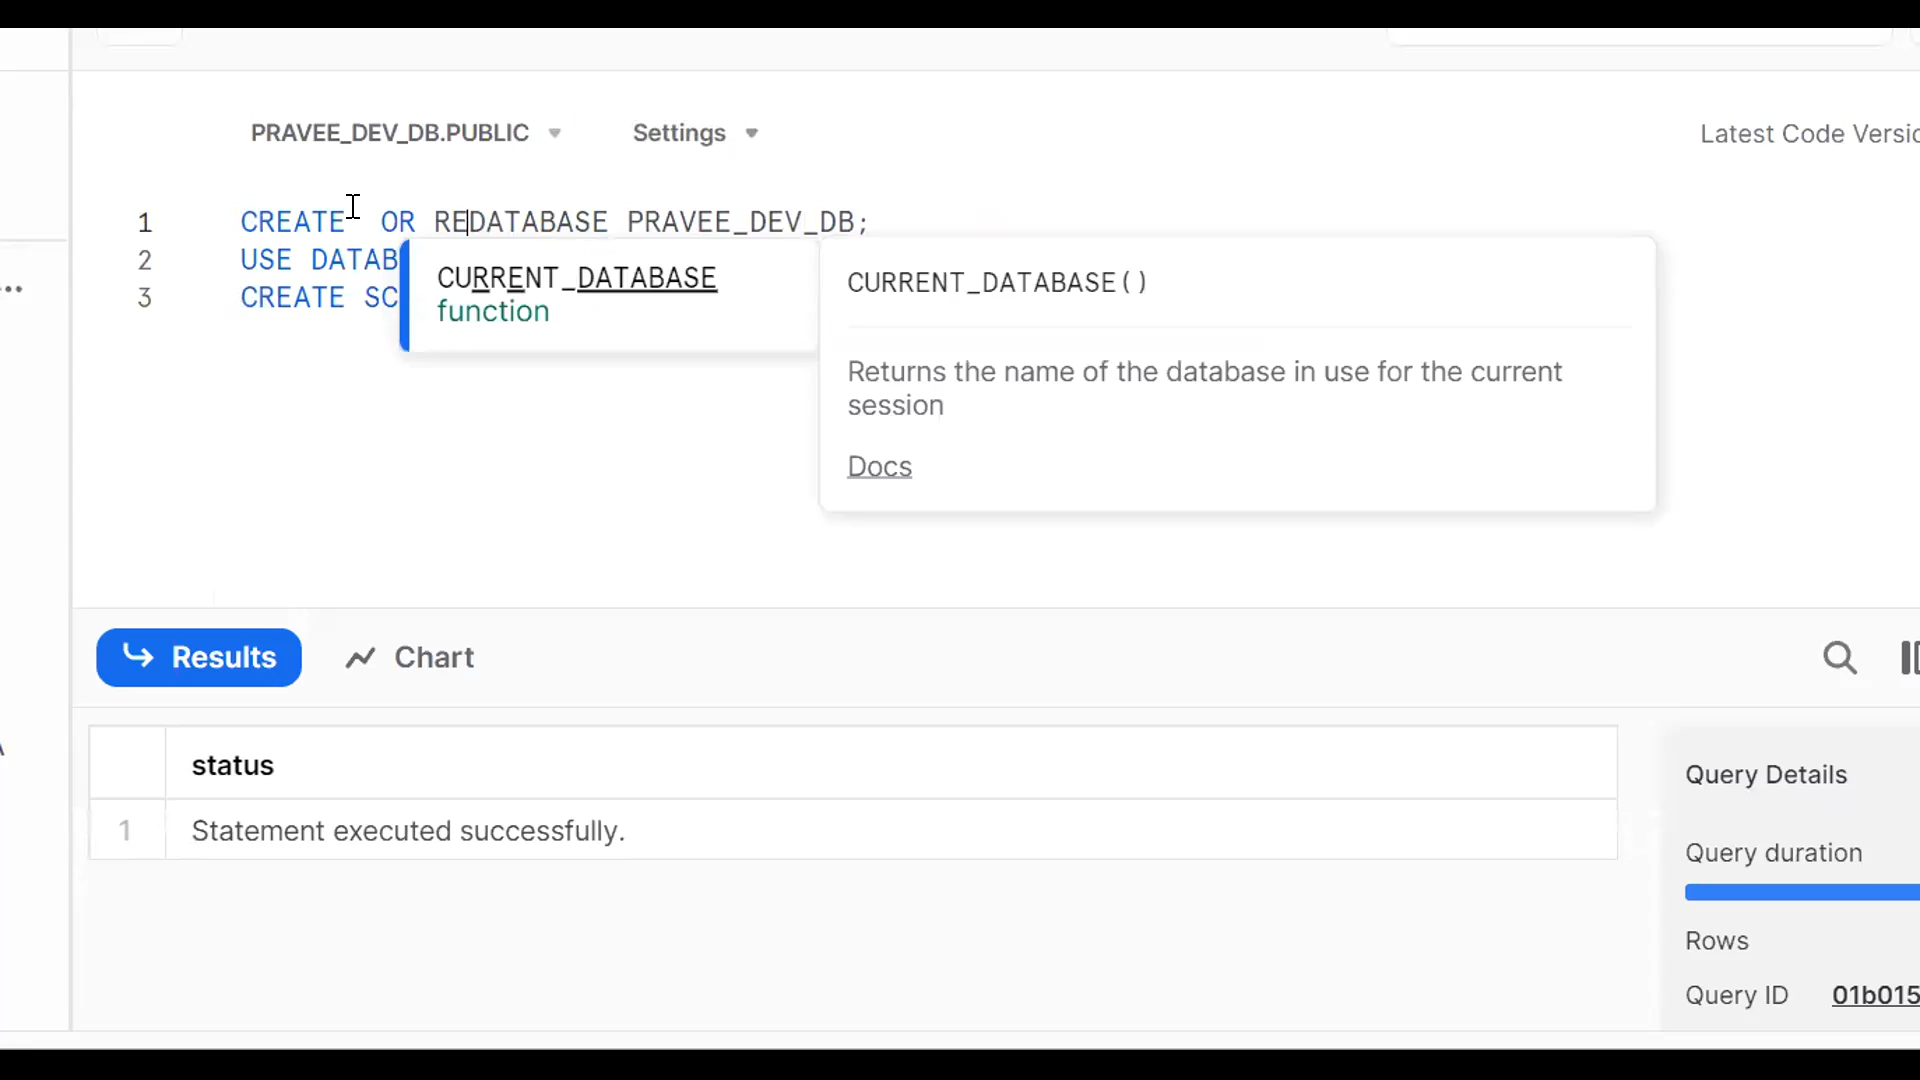 PRAVEE_DEV_DB.PUBLIC Settings Latest Code Versio
1 CREATE OR REDATABASE PRAVEE_DEV_DB;
2 USE DATAB
3 CREATE SC
CURRENT_DATABASE
function
CURRENT_DATABASE()
Returns the name of the database in use for the current
session
Docs
Results Chart
status
1 Statement executed successfully.
Query Details
Query duration
Rows
Query ID 01b015